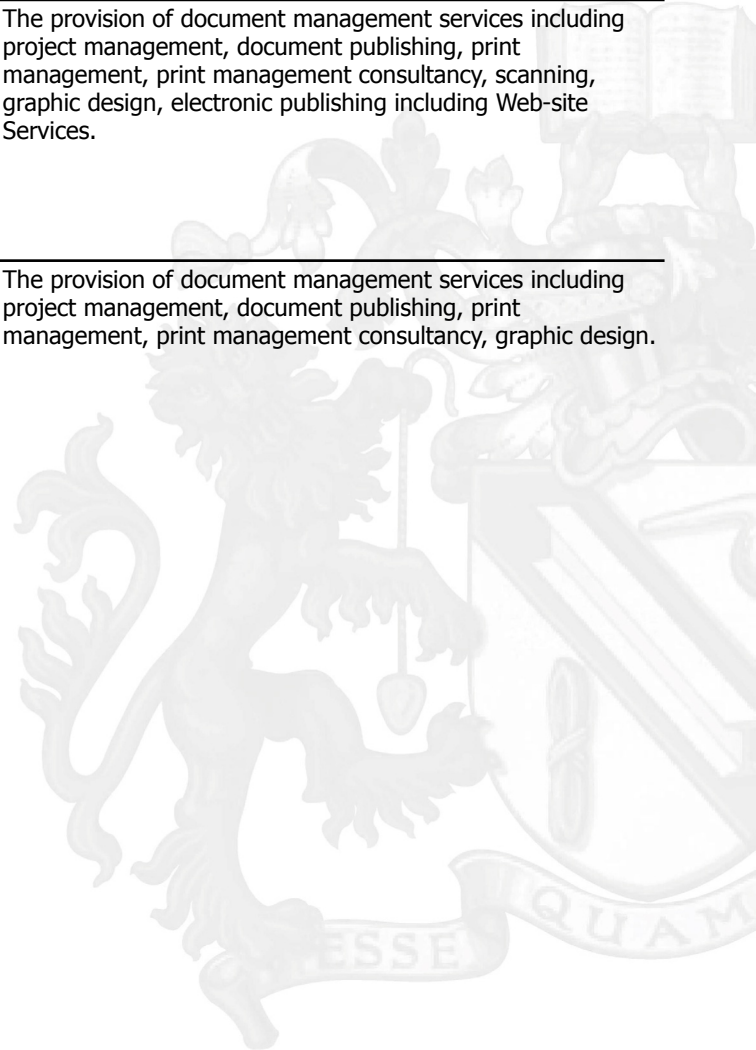 The provision of document management services including
project management, document publishing, print
management, print management consultancy, scanning,
graphic design, electronic publishing including Web-site
Services.
The provision of document management services including
project management, document publishing, print
management, print management consultancy, graphic design.
ESSE QUAM